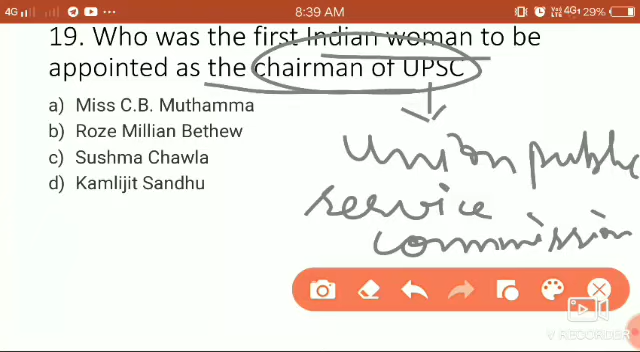 4G 8:39 AM 4G 29%
19. Who was the first Indian woman to be
appointed as the chairman of UPSC
a) Miss C.B. Muthamma
b) Roze Millian Bethew
c) Sushma Chawla
d) Kamlijit Sandhu
union public
service
commission
V RECORDER